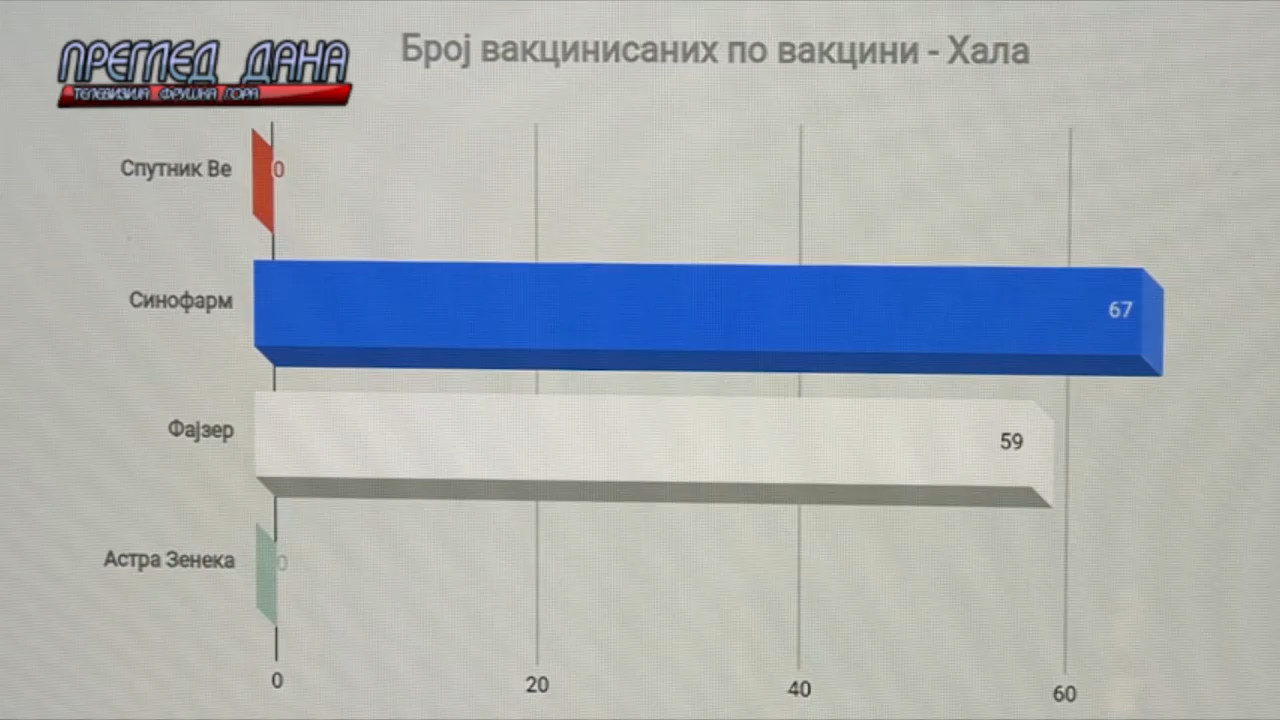 ПРЕГЛЕД ДАНА
ТЕЛЕВИЗИЈА ФРУШКА ГОРА
Број вакцинисаних по вакцини - Хала
Спутник Ве
0
Синофарм
67
Фајзер
59
Астра Зенека
0
0
20
40
60